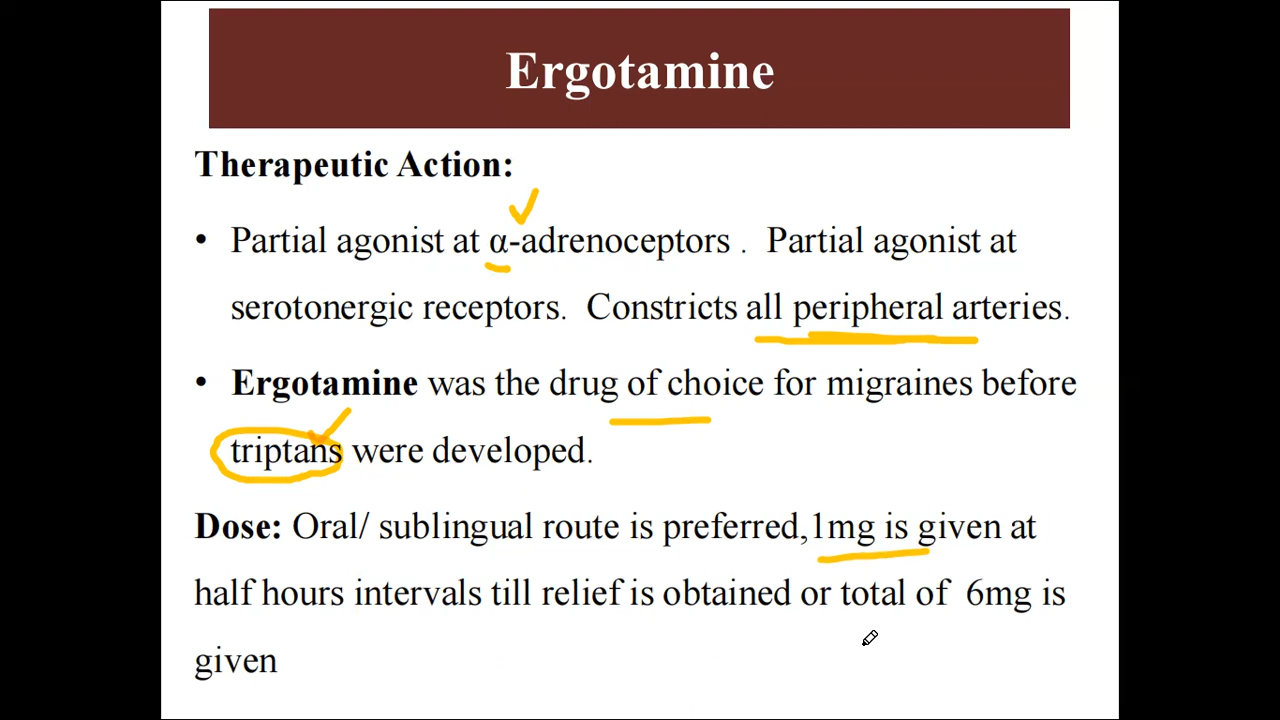 Ergotamine
Therapeutic Action:
• Partial agonist at α-adrenoceptors . Partial agonist at
serotonergic receptors. Constricts all peripheral arteries.
• Ergotamine was the drug of choice for migraines before
triptans were developed.
Dose: Oral/ sublingual route is preferred,1mg is given at
half hours intervals till relief is obtained or total of 6mg is
given